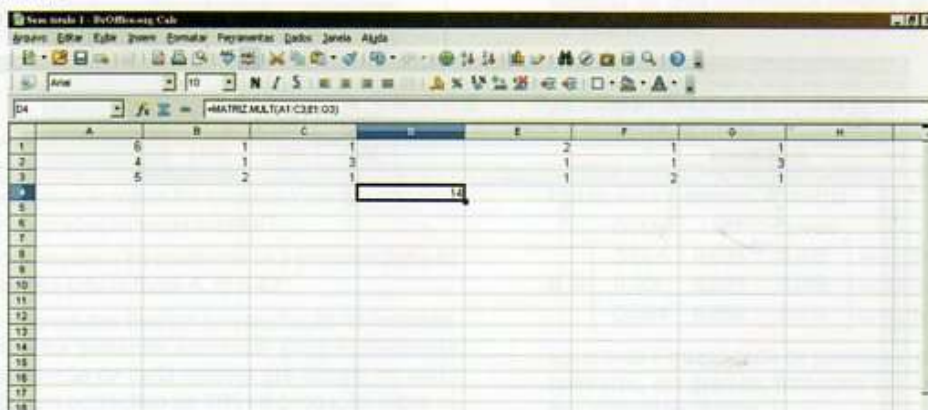 Sem título 1 - BrOffice.org Calc
Arquivo Editar Exibir Inserir Formatar Ferramentas Dados Janela Ajuda
Arial 10 N I S
D4 =MATRIZ.MULT(A1:C3;E1:G3)
A B C D E F G H
1 6 1 1 2 1 1
2 4 1 3 1 1 3
3 5 2 1 1 2 1
4 14
5
6
7
8
9
10
11
12
13
14
15
16
17
18